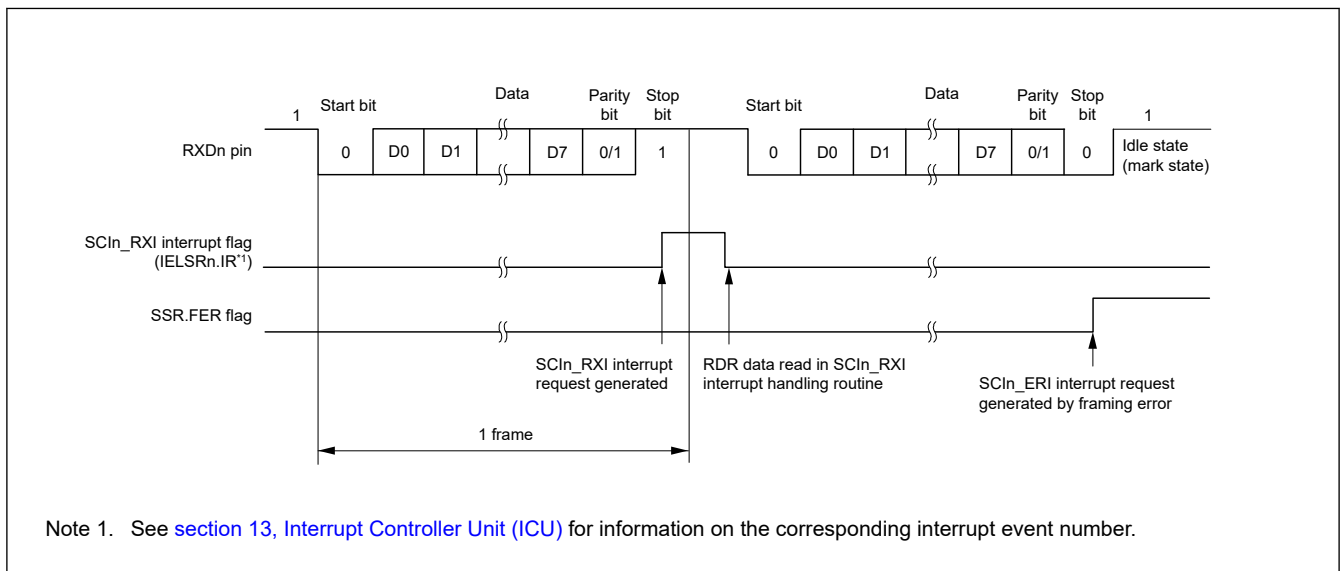 Start bit
Data
Parity bit
Stop bit
Start bit
Data
Parity bit
Stop bit
1
1
RXDn pin
0
D0
D1
D7
0/1
1
0
D0
D1
D7
0/1
0
Idle state
(mark state)
SCIn_RXI interrupt flag
(IELSRn.IR*1)
SSR.FER flag
SCIn_RXI interrupt
request generated
RDR data read in SCIn_RXI
interrupt handling routine
SCIn_ERI interrupt request
generated by framing error
1 frame
Note 1. See section 13, Interrupt Controller Unit (ICU) for information on the corresponding interrupt event number.